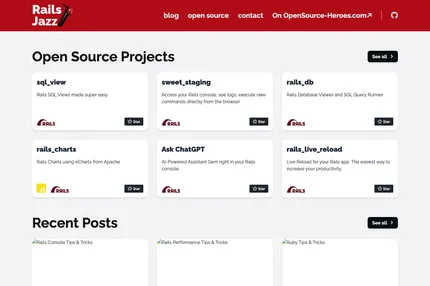 Rails
Jazz
blog
open source
contact
On OpenSource-Heroes.com
Open Source Projects
See all
sql_view
Rails SQL Views made super easy
RAILS
Star
sweet_staging
Access your Rails console, see logs, execute rake
commands directly from the browser
RAILS
Star
rails_db
Rails Database Viewer and SQL Query Runner
RAILS
Star
rails_charts
Rails Charts using eCharts from Apache
RAILS
Star
Ask ChatGPT
AI-Powered Assistant Gem right in your Rails
console.
RAILS
Star
rails_live_reload
Live Reload for your Rails app. The easiest way to
increase your productivity.
RAILS
Star
Recent Posts
See all
Rails Console Tips & Tricks
Rails Performance Tips & Tricks
Ruby Tips & Tricks